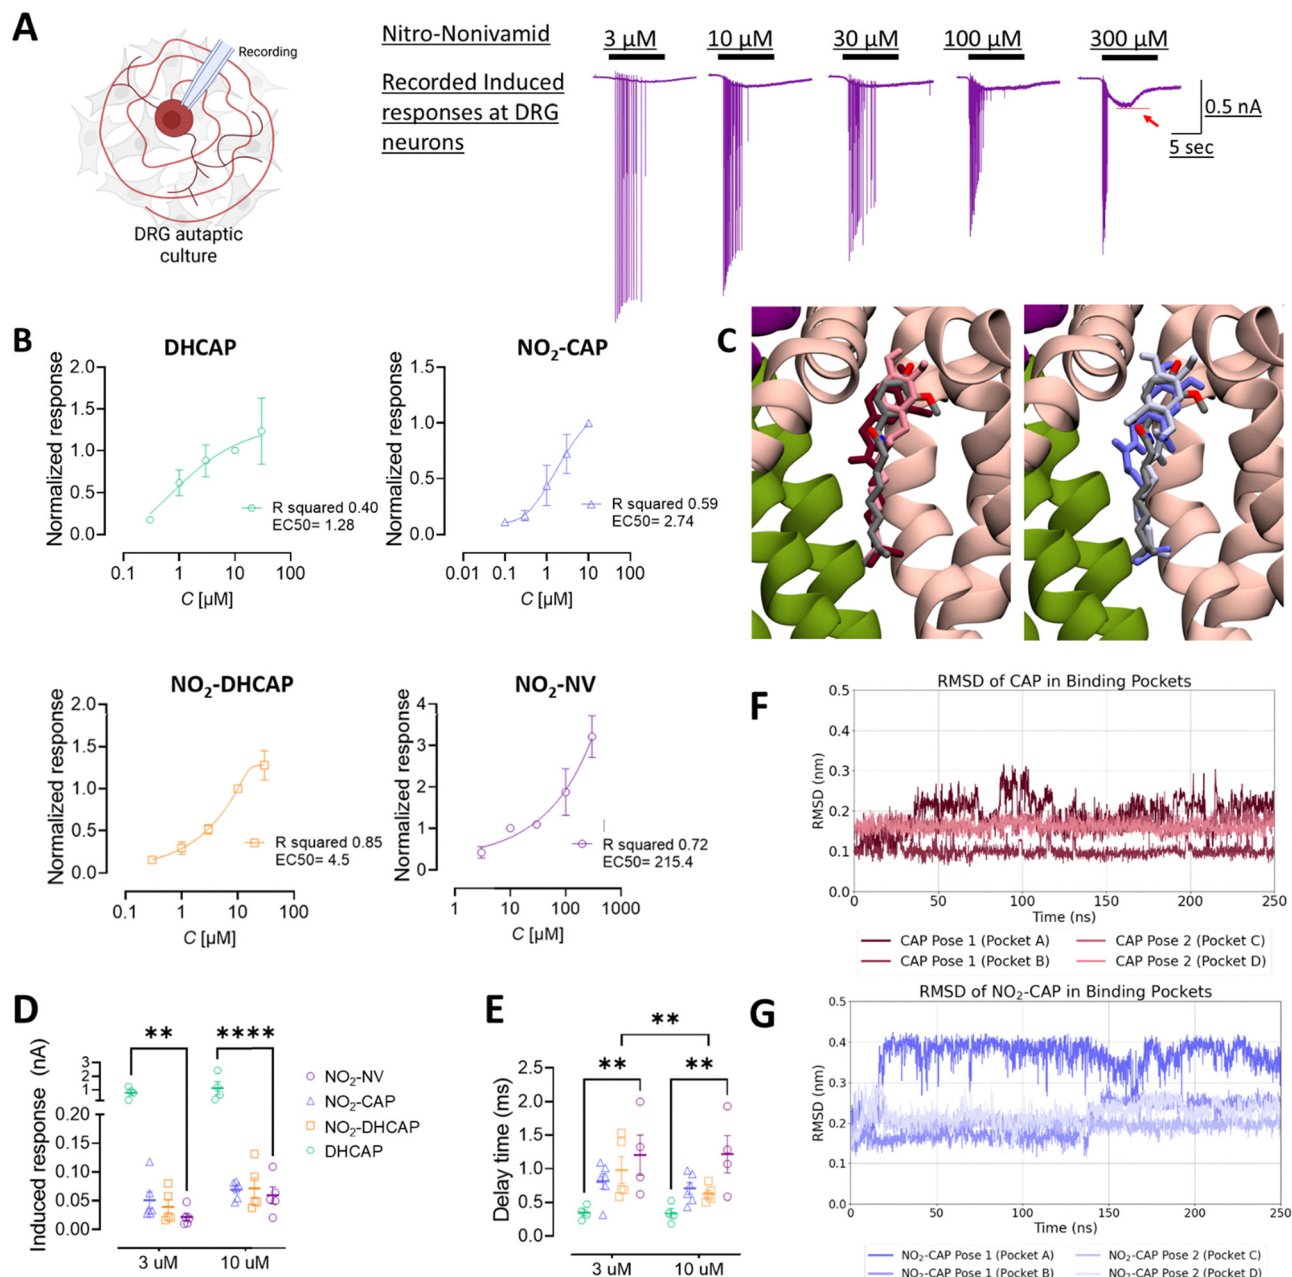 A
Recording
DRG autaptic
culture
Nitro-Nonivamid
Recorded Induced
responses at DRG
neurons
3 µM
10 µM
30 µM
100 µM
300 µM
0.5 nA
5 sec
B
DHCAP
Normalized response
2.0
1.5
1.0
0.5
0.0
R squared 0.40
EC50= 1.28
0.1 1 10 100
C [µM]
NO2-CAP
Normalized response
1.5
1.0
0.5
0.0
R squared 0.59
EC50= 2.74
0.01 0.1 1 10 100
C [µM]
NO2-DHCAP
Normalized response
2.0
1.5
1.0
0.5
0.0
R squared 0.85
EC50= 4.5
0.1 1 10 100
C [µM]
NO2-NV
Normalized response
4
3
2
1
0
R squared 0.72
EC50= 215.4
1 10 100 1000
C [µM]
C
D
Induced response (nA)
3
2
1
0.20
0.15
0.10
0.05
0.00
**
****
3 uM
10 uM
NO2-NV
NO2-CAP
NO2-DHCAP
DHCAP
E
Delay time (ms)
2.5
2.0
1.5
1.0
0.5
0.0
**
**
**
3 uM
10 uM
F
RMSD of CAP in Binding Pockets
RMSD (nm)
0.5
0.4
0.3
0.2
0.1
0.0
0 50 100 150 200 250
Time (ns)
CAP Pose 1 (Pocket A)
CAP Pose 1 (Pocket B)
CAP Pose 2 (Pocket C)
CAP Pose 2 (Pocket D)
G
RMSD of NO2-CAP in Binding Pockets
RMSD (nm)
0.5
0.4
0.3
0.2
0.1
0.0
0 50 100 150 200 250
Time (ns)
NO2-CAP Pose 1 (Pocket A)
NO2-CAP Pose 1 (Pocket B)
NO2-CAP Pose 2 (Pocket C)
NO2-CAP Pose 2 (Pocket D)